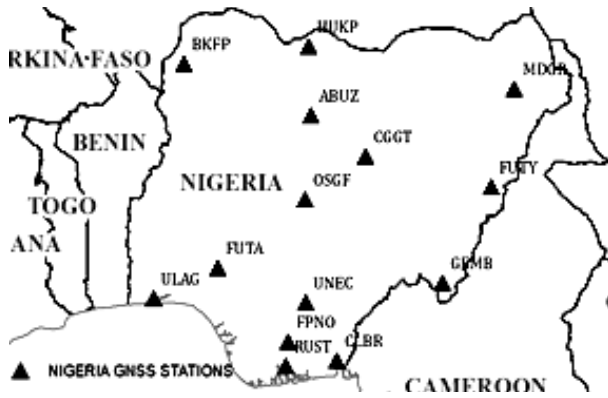 HUKP
BKFP
RKINA-FASO
MDGR
ABUZ
BENIN
CGGT
FUTY
NIGERIA
OSGF
TOGO
ANA
FUTA
GEMB
ULAG
UNEC
FPNO
RUST
CLBR
NIGERIA GNSS STATIONS
CAMEROON